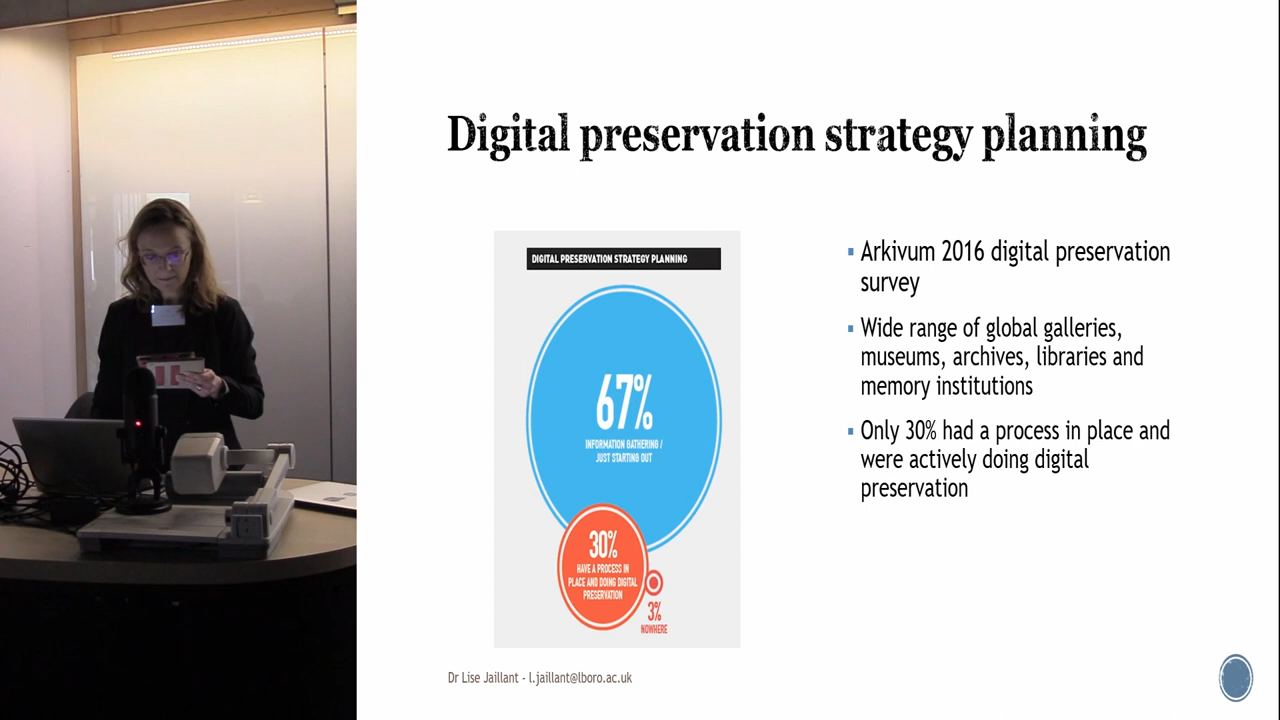 Digital preservation strategy planning
DIGITAL PRESERVATION STRATEGY PLANNING
67%
INFORMATION GATHERING /
JUST STARTING OUT
30%
HAVE A PROCESS IN
PLACE AND DOING DIGITAL
PRESERVATION
3%
NOWHERE
▪ Arkivum 2016 digital preservation
survey
▪ Wide range of global galleries,
museums, archives, libraries and
memory institutions
▪ Only 30% had a process in place and
were actively doing digital
preservation
Dr Lise Jaillant - l.jaillant@lboro.ac.uk